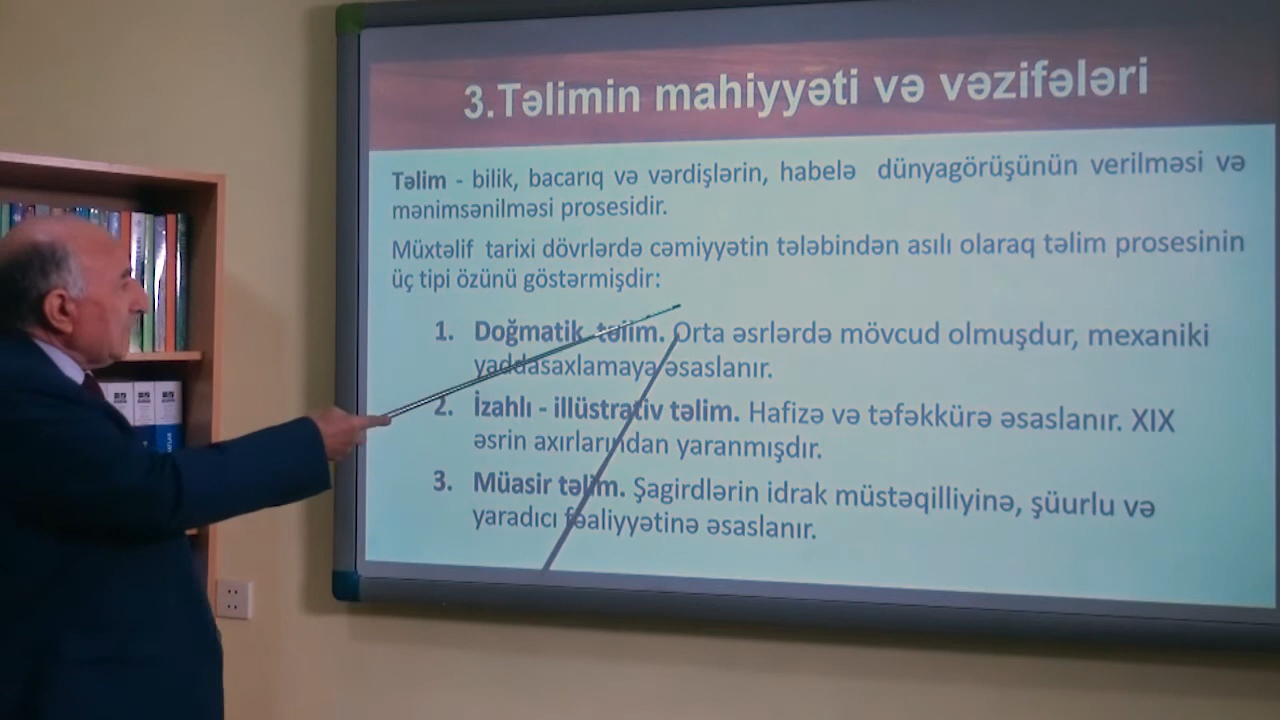 3.Təlimin mahiyyəti və vəzifələri
Təlim - bilik, bacarıq və vərdişlərin, habelə dünyagörüşünün verilməsi və
mənimsənilməsi prosesidir.
Müxtəlif tarixi dövrlərdə cəmiyyətin tələbindən asılı olaraq təlim prosesinin
üç tipi özünü göstərmişdir:
1. Doğmatik təlim. Orta əsrlərdə mövcud olmuşdur, mexaniki
yaddasaxlamaya əsaslanır.
2. İzahlı - illüstrativ təlim. Hafizə və təfəkkürə əsaslanır. XIX
əsrin axırlarından yaranmışdır.
3. Müasir təlim. Şagirdlərin idrak müstəqilliyinə, şüurlu və
yaradıcı fəaliyyətinə əsaslanır.